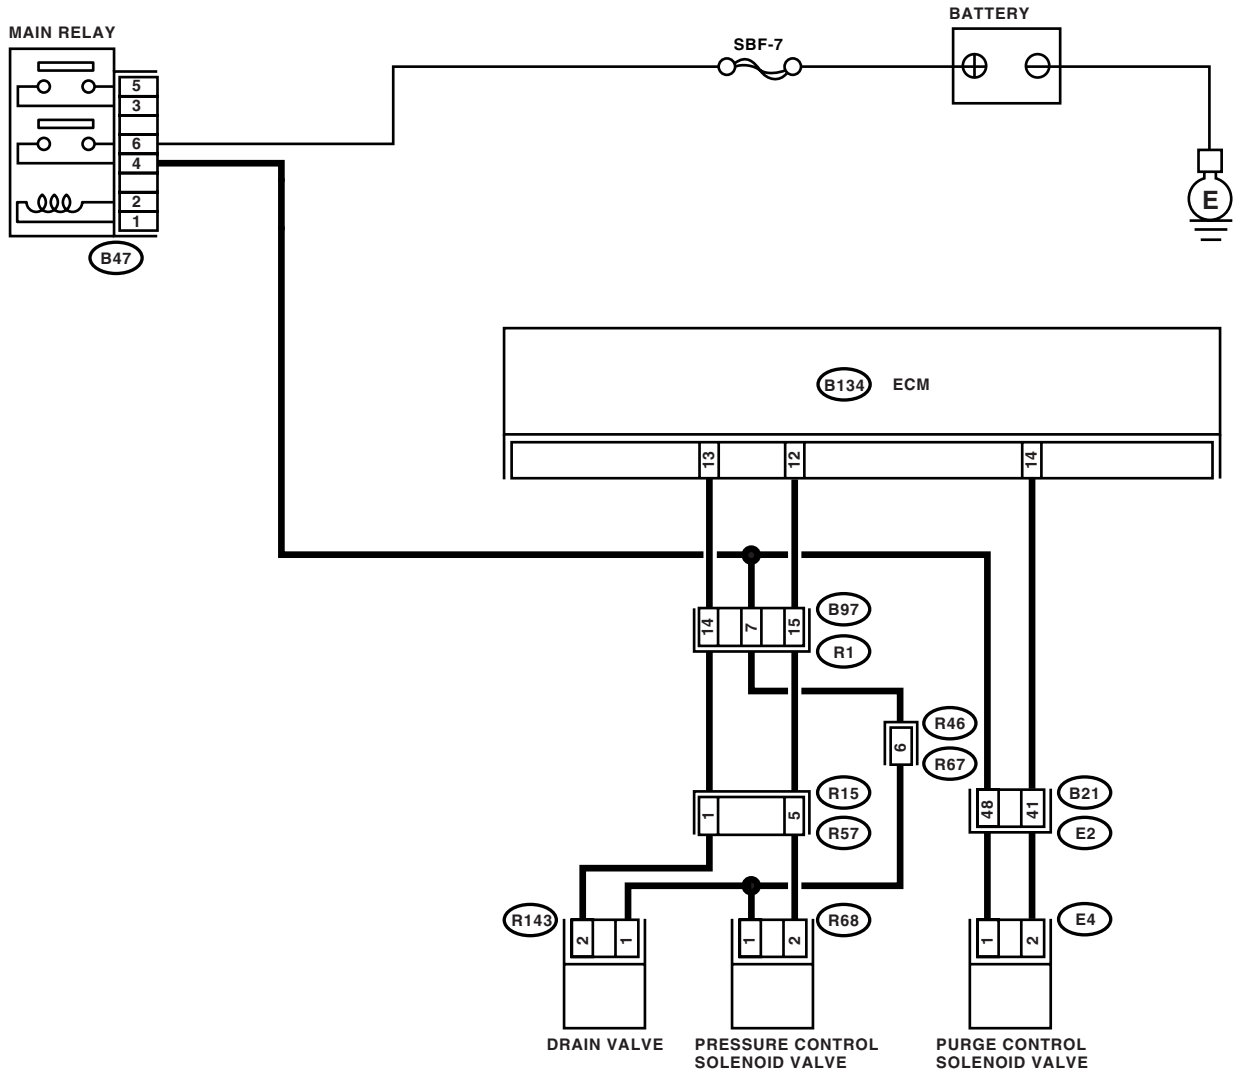 BATTERY
MAIN RELAY
SBF-7
5
3
6
4
2
1
E
B47
B134 ECM
13 12 14
14 7 15
B97
R1
R46
6
R67
R15
1 5
R57
B21
48 41
E2
R143
2 1
1 2
R68
1 2
E4
DRAIN VALVE
PRESSURE CONTROL
SOLENOID VALVE
PURGE CONTROL
SOLENOID VALVE